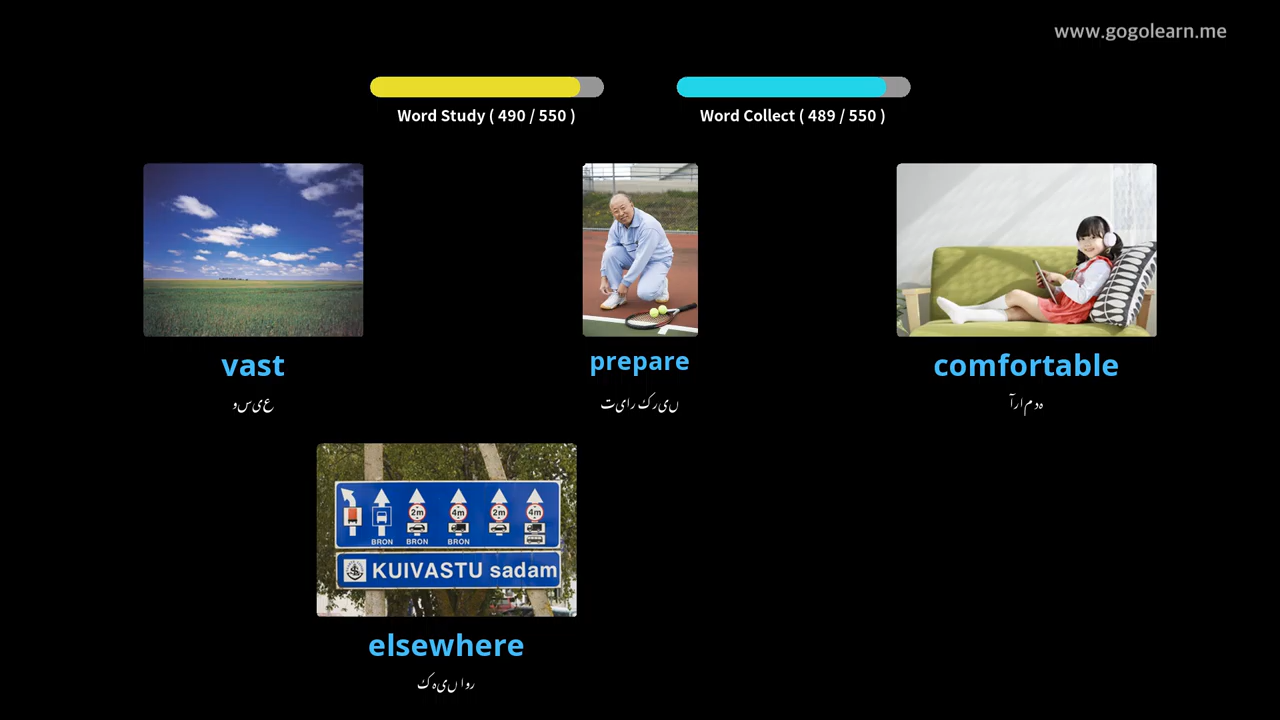 www.gogolearn.me
Word Study ( 490 / 550 )
Word Collect ( 489 / 550 )
vast
prepare
comfortable
وسیع
تیار کریں
آرام دہ
2m
4m
2m
4m
BRON
BRON
BRON
KUIVASTU sadam
elsewhere
کہیں اور